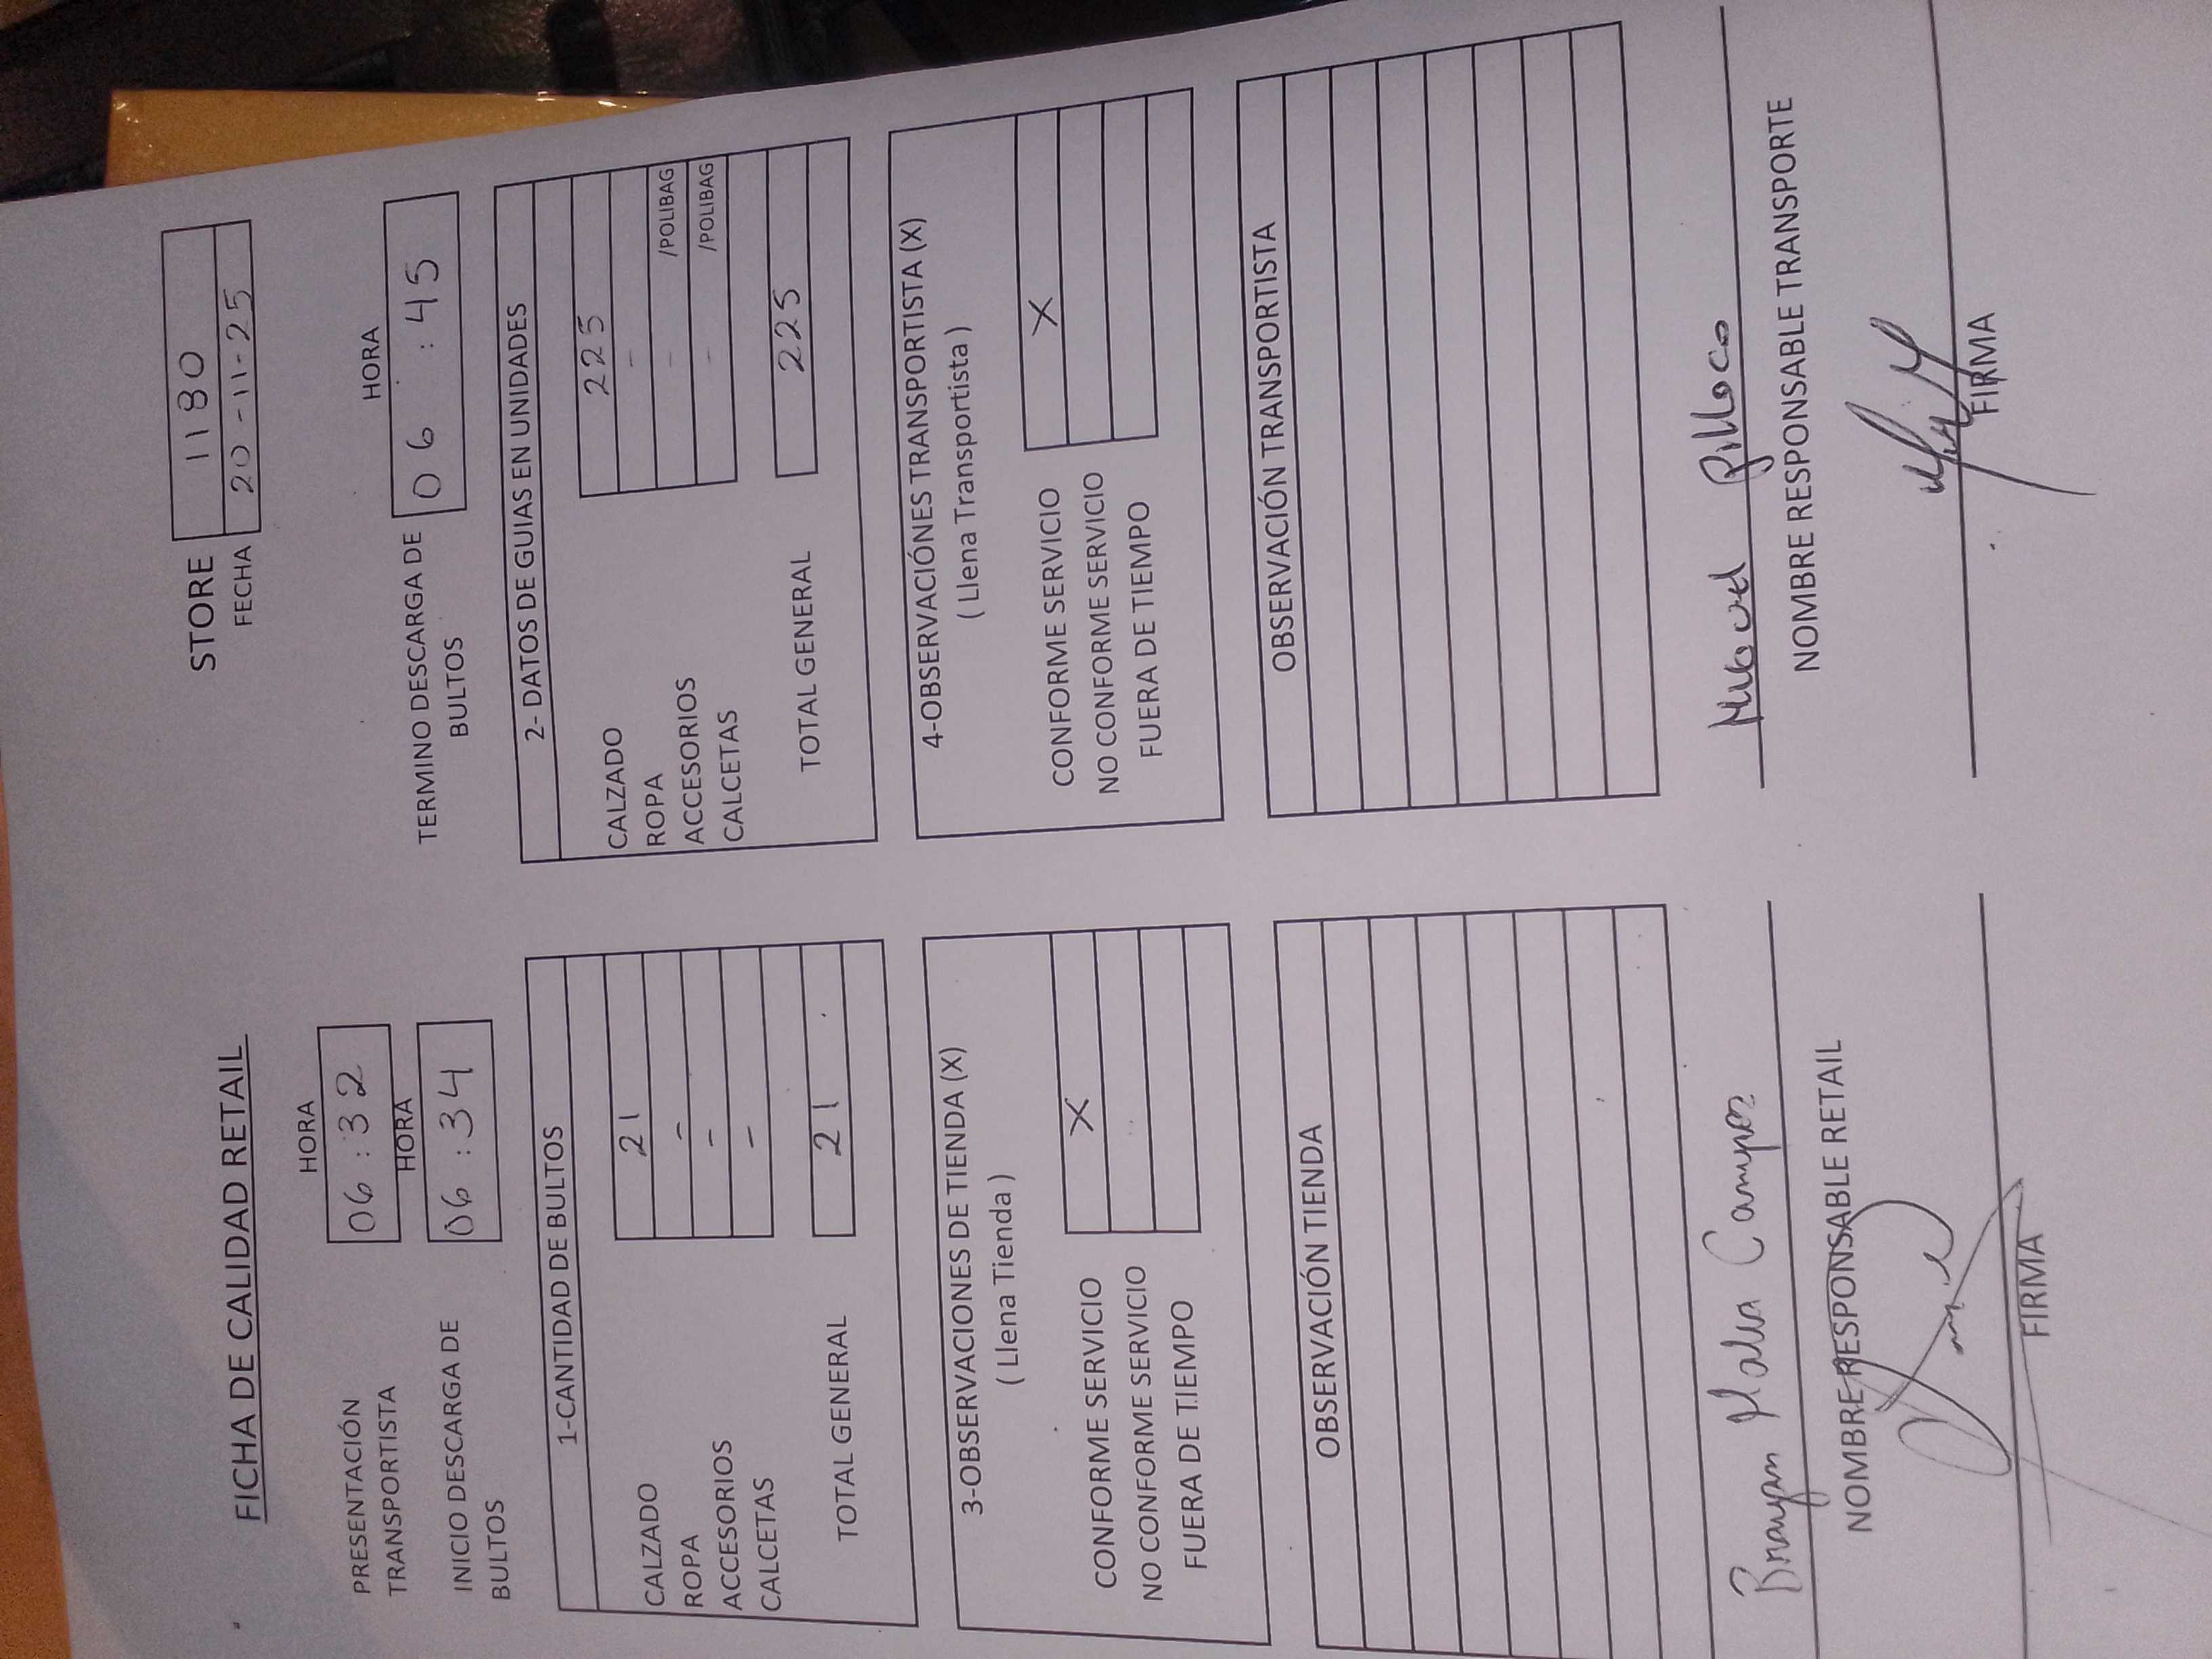 FICHA DE CALIDAD RETAIL
STORE 1180
FECHA 20-11-25
PRESENTACIÓN TRANSPORTISTA
HORA
06:32
INICIO DESCARGA DE BULTOS
HORA
06:34
TERMINO DESCARGA DE BULTOS
HORA
06:45
1-CANTIDAD DE BULTOS
CALZADO 21
ROPA -
ACCESORIOS -
CALCETAS -
TOTAL GENERAL 21
2- DATOS DE GUIAS EN UNIDADES
CALZADO 225
ROPA -
ACCESORIOS - /POLIBAG
CALCETAS - /POLIBAG
TOTAL GENERAL 225
3-OBSERVACIONES DE TIENDA (X)
( Llena Tienda )
CONFORME SERVICIO X
NO CONFORME SERVICIO
FUERA DE TIEMPO
4-OBSERVACIÓNES TRANSPORTISTA (X)
( Llena Transportista )
CONFORME SERVICIO X
NO CONFORME SERVICIO
FUERA DE TIEMPO
OBSERVACIÓN TIENDA
OBSERVACIÓN TRANSPORTISTA
Campos
NOMBRE RESPONSABLE RETAIL
FIRMA
NOMBRE RESPONSABLE TRANSPORTE
FIRMA